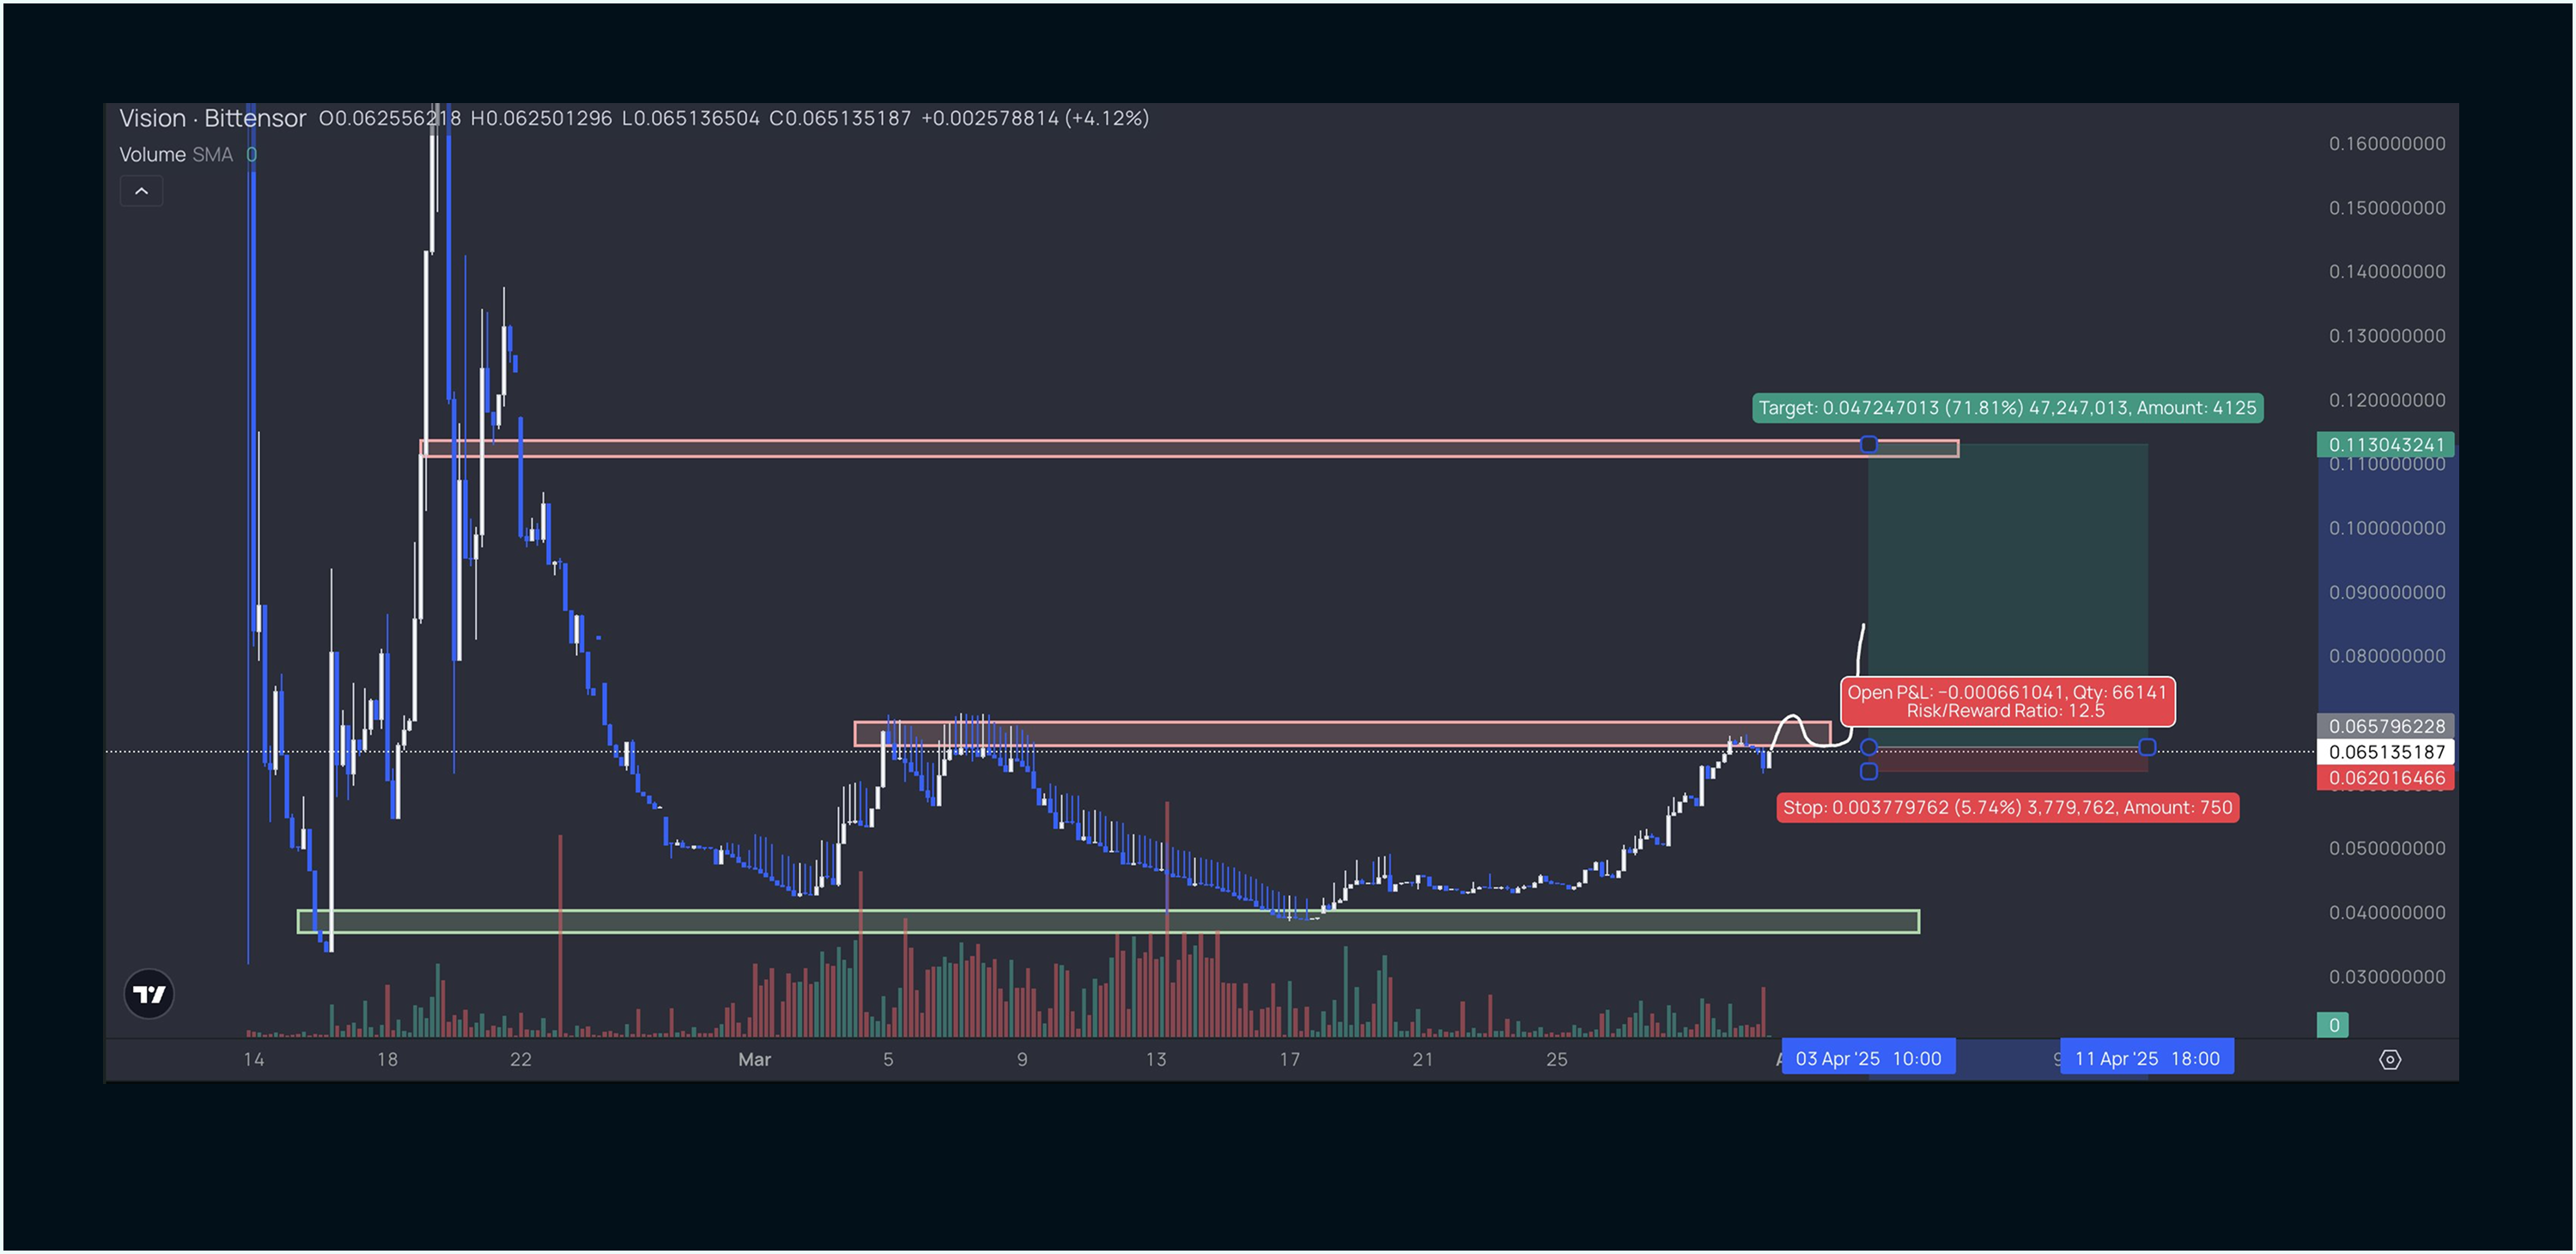 Vision · Bittensor O0.062556218 H0.062501296 L0.065136504 C0.065135187 +0.002578814 (+4.12%)
Volume SMA 0
0.160000000
0.150000000
0.140000000
0.130000000
0.120000000
Target: 0.047247013 (71.81%) 47,247,013, Amount: 4125
0.113043241
0.110000000
0.100000000
0.090000000
0.080000000
Open P&L: −0.000661041, Qty: 66141
Risk/Reward Ratio: 12.5
0.065796228
0.065135187
0.062016466
Stop: 0.003779762 (5.74%) 3,779,762, Amount: 750
0.050000000
0.040000000
0.030000000
0
14 18 22 Mar 5 9 13 17 21 25 03 Apr '25 10:00 11 Apr '25 18:00